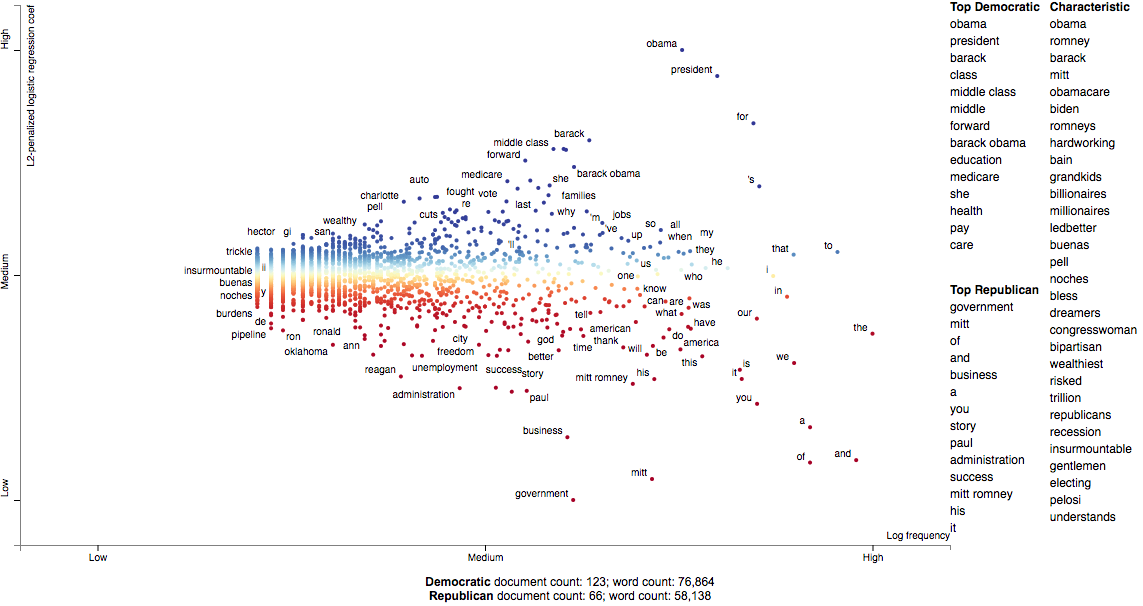 Top Democratic Characteristic
obama obama
president romney
barack barack
class mitt
middle class obamacare
middle biden
forward romneys
barack obama hardworking
education bain
medicare grandkids
she billionaires
health millionaires
pay ledbetter
care buenas
pell
noches
Top Republican bless
government dreamers
mitt congresswoman
of bipartisan
and wealthiest
business risked
a trillion
you republicans
story recession
paul insurmountable
administration gentlemen
success electing
mitt romney pelosi
his understands
it
High
L2-penalized logistic regression coef
Medium
Low
obama
president
for
barack
middle class
forward
barack obama
medicare
she
's
auto
charlotte
fought
vote
families
pell
re
last
cuts
why
'm
jobs
wealthy
've
so
all
hector
gi
san
up
when
my
'll
they
that
to
trickle
us
he
insurmountable
ll
one
who
i
buenas
know
in
noches
y
can
are
was
burdens
tell
what
our
de
american
have
the
pipeline
ron
ronald
city
god
thank
do
america
oklahoma
ann
freedom
better
time
will
be
this
we
reagan
unemployment
success
story
mitt romney
his
it
is
administration
paul
you
business
a
of
and
mitt
government
Log frequency
Low Medium High
Democratic document count: 123; word count: 76,864
Republican document count: 66; word count: 58,138